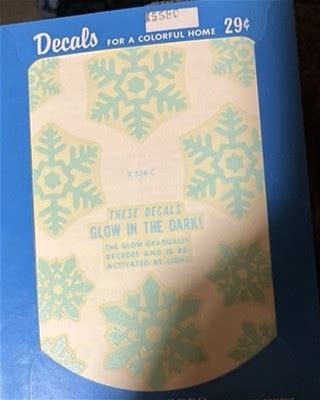 X558C
Decals FOR A COLORFUL HOME 29¢
X 558-C
THESE DECALS
GLOW IN THE DARK!
THE GLOW GRADUALLY
RECEDES AND IS RE-
ACTIVATED BY LIGHT.